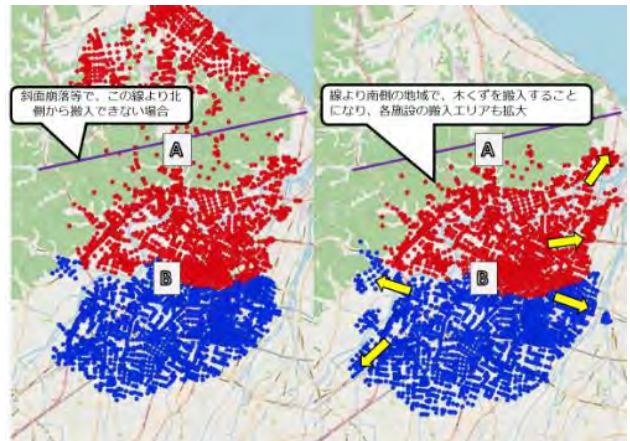 斜面崩落等で、この線より北
側から搬入できない場合
A
B
線より南側の地域で、木くずを搬入すること
になり、各施設の搬入エリアも拡大
A
B